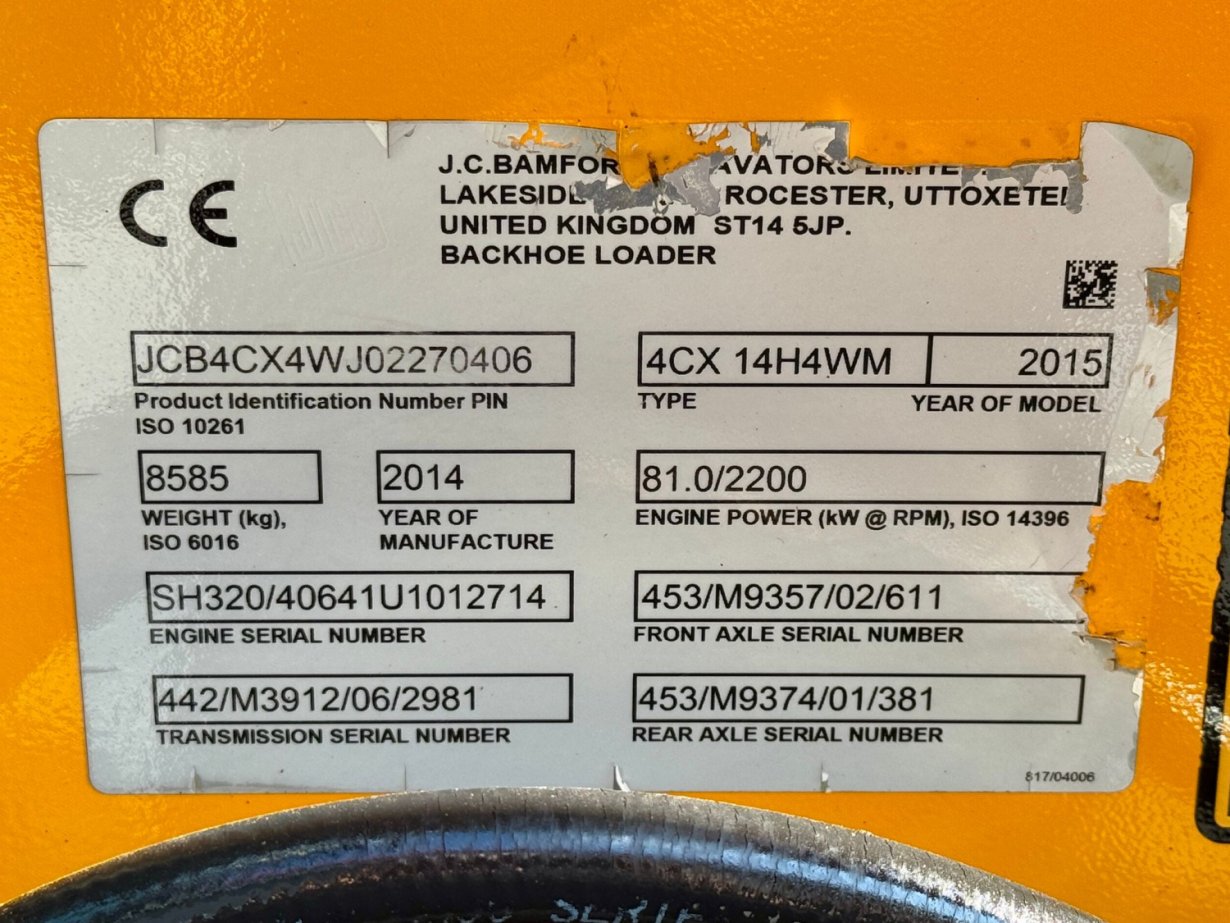 CE
J.C.BAMFOR AVATORS LIMITE
LAKESIDE ROCESTER, UTTOXETE
UNITED KINGDOM ST14 5JP.
BACKHOE LOADER
JCB4CX4WJ02270406
Product Identification Number PIN
ISO 10261
4CX 14H4WM 2015
TYPE YEAR OF MODEL
8585
WEIGHT (kg),
ISO 6016
2014
YEAR OF
MANUFACTURE
81.0/2200
ENGINE POWER (kW @ RPM), ISO 14396
SH320/40641U1012714
ENGINE SERIAL NUMBER
453/M9357/02/611
FRONT AXLE SERIAL NUMBER
442/M3912/06/2981
TRANSMISSION SERIAL NUMBER
453/M9374/01/381
REAR AXLE SERIAL NUMBER
817/04006